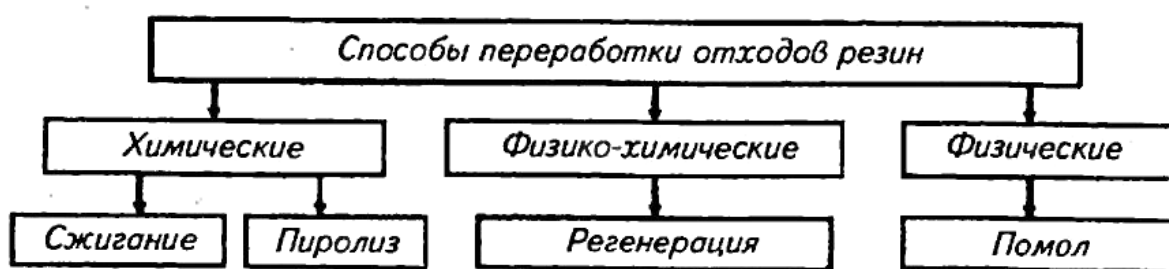 Способы переработки отходов резин
Химические
Физико-химические
Физические
Сжигание
Пиролиз
Регенерация
Помол